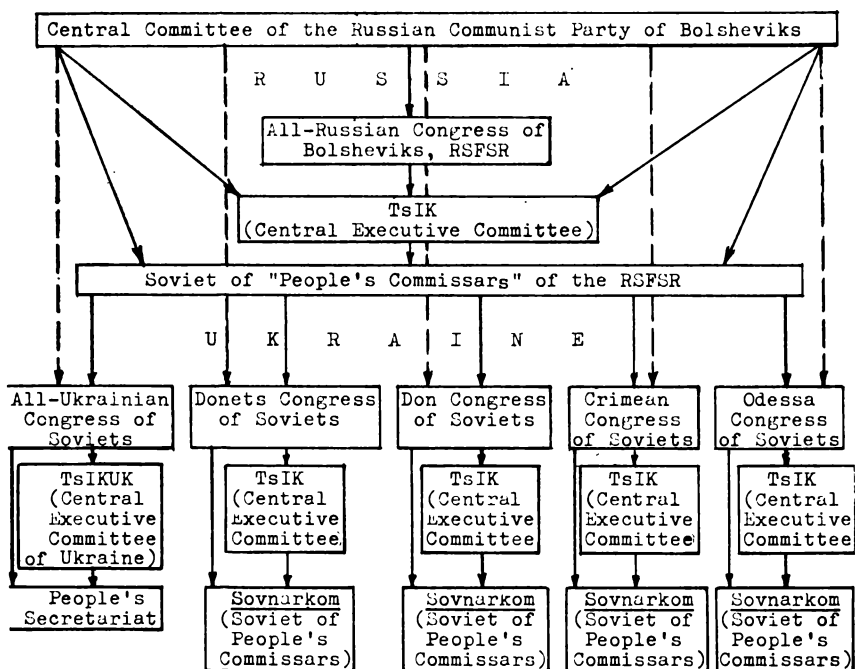 Central Committee of the Russian Communist Party of Bolsheviks
R U S S I A
All-Russian Congress of
Bolsheviks, RSFSR
TsIK
(Central Executive Committee)
Soviet of "People's Commissars" of the RSFSR
U K R A I N E
All-Ukrainian
Congress of
Soviets
Donets Congress
of Soviets
Don Congress
of Soviets
Crimean
Congress
of Soviets
Odessa
Congress
of Soviets
TsIKUK
(Central
Executive
Committee
of Ukraine)
TsIK
(Central
Executive
Committee)
TsIK
(Central
Executive
Committee
TsIK
(Central
Executive
Committee)
TsIK
(Central
Executive
Committee
People's
Secretariat
Sovnarkom
(Soviet of
People's
Commissars)
Sovnarkom
(Soviet of
People's
Commissars)
Sovnarkom
(Soviet of
People's
Commissars)
Sovnarkom
(Soviet of
People's
Commissars)